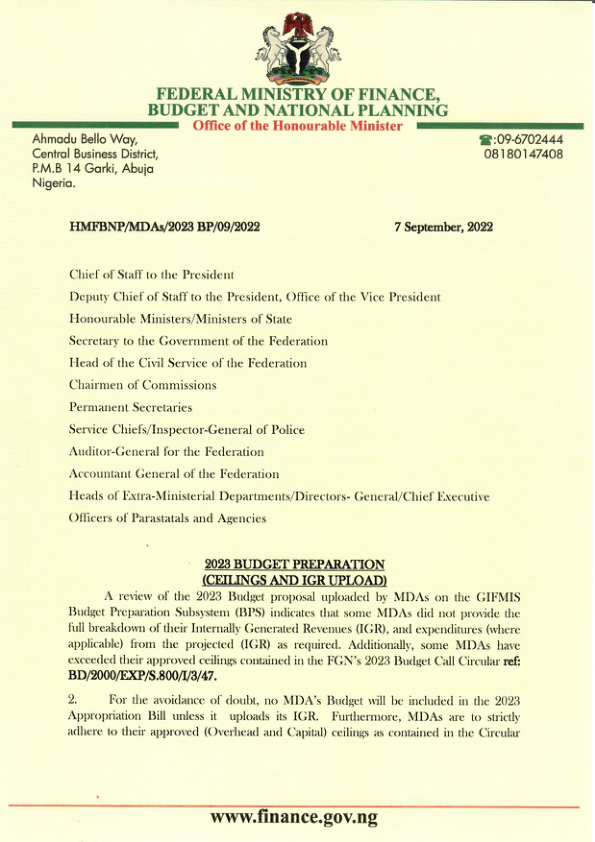 FEDERAL MINISTRY OF FINANCE,
BUDGET AND NATIONAL PLANNING
Office of the Honourable Minister
Ahmadu Bello Way,
Central Business District,
P.M.B 14 Garki, Abuja
Nigeria.
☎:09-6702444
08180147408
HMFBNP/MDAs/2023 BP/09/2022
7 September, 2022
Chief of Staff to the President
Deputy Chief of Staff to the President, Office of the Vice President
Honourable Ministers/Ministers of State
Secretary to the Government of the Federation
Head of the Civil Service of the Federation
Chairmen of Commissions
Permanent Secretaries
Service Chiefs/Inspector-General of Police
Auditor-General for the Federation
Accountant General of the Federation
Heads of Extra-Ministerial Departments/Directors- General/Chief Executive
Officers of Parastatals and Agencies
2023 BUDGET PREPARATION
(CEILINGS AND IGR UPLOAD)
A review of the 2023 Budget proposal uploaded by MDAs on the GIFMIS
Budget Preparation Subsystem (BPS) indicates that some MDAs did not provide the
full breakdown of their Internally Generated Revenues (IGR), and expenditures (where
applicable) from the projected (IGR) as required. Additionally, some MDAs have
exceeded their approved ceilings contained in the FGN's 2023 Budget Call Circular ref:
BD/2000/EXP/S.800/I/3/47.
2. For the avoidance of doubt, no MDA's Budget will be included in the 2023
Appropriation Bill unless it uploads its IGR. Furthermore, MDAs are to strictly
adhere to their approved (Overhead and Capital) ceilings as contained in the Circular
www.finance.gov.ng